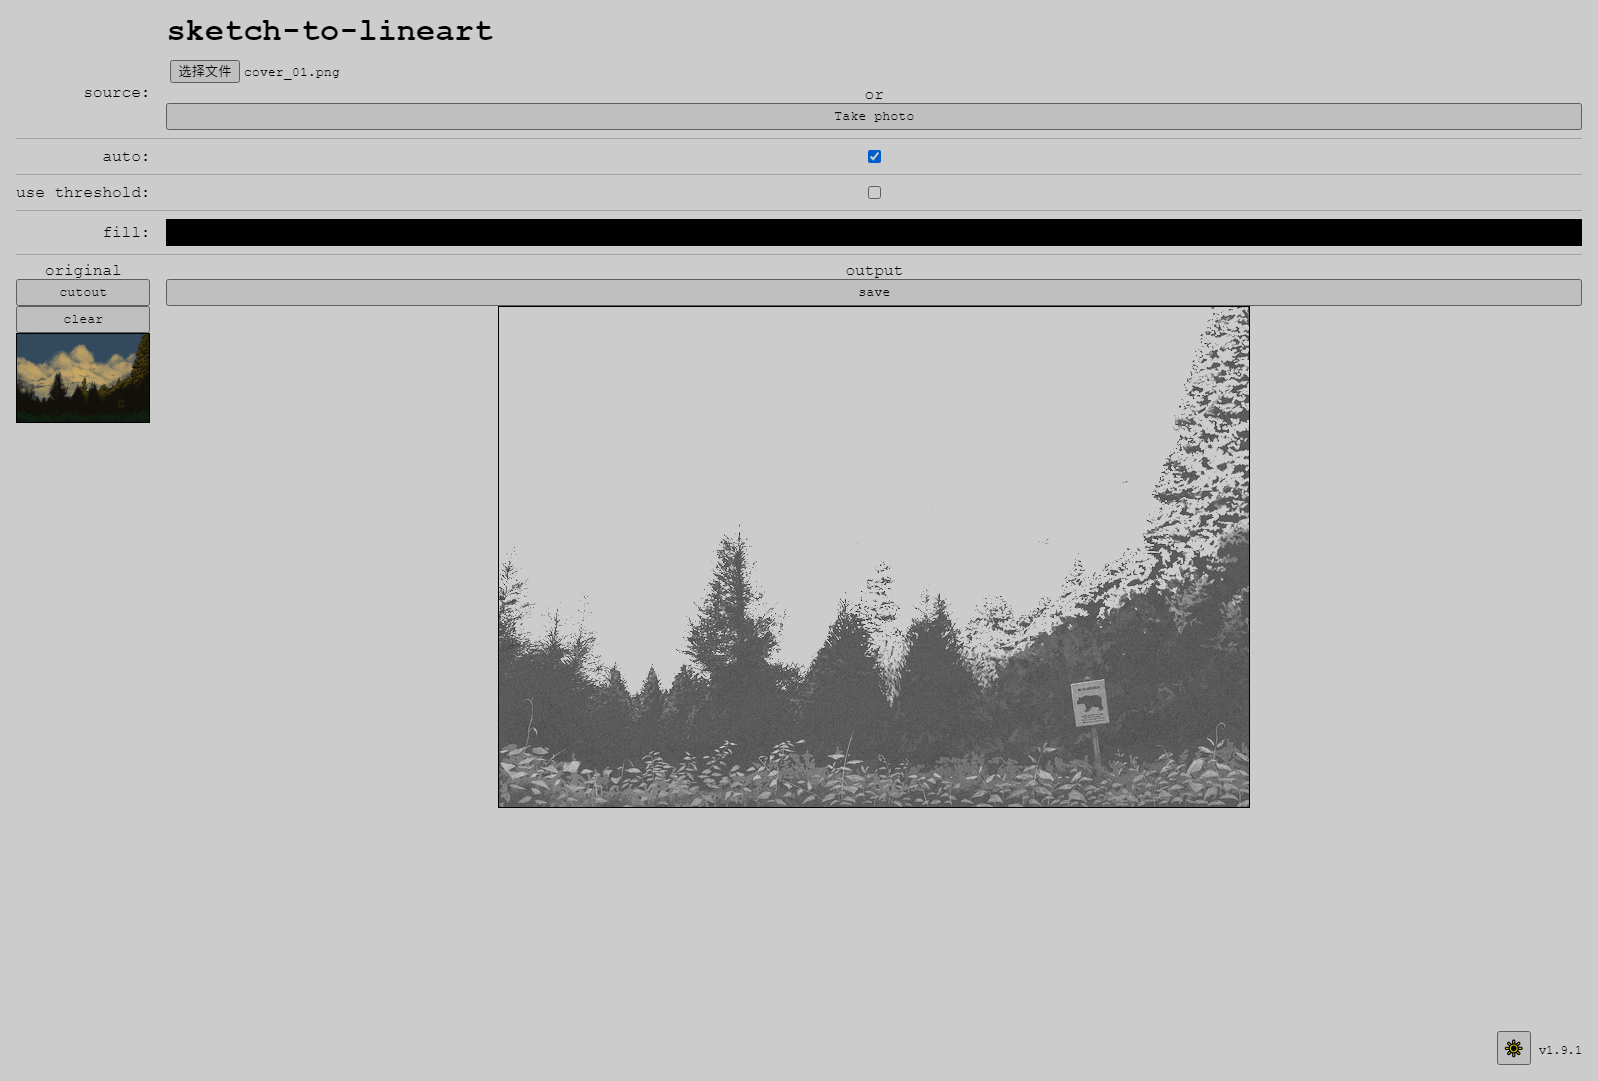 sketch-to-lineart
选择文件 cover_01.png
source:
or
Take photo
auto:
use threshold:
fill:
original
output
cutout
save
clear
v1.9.1